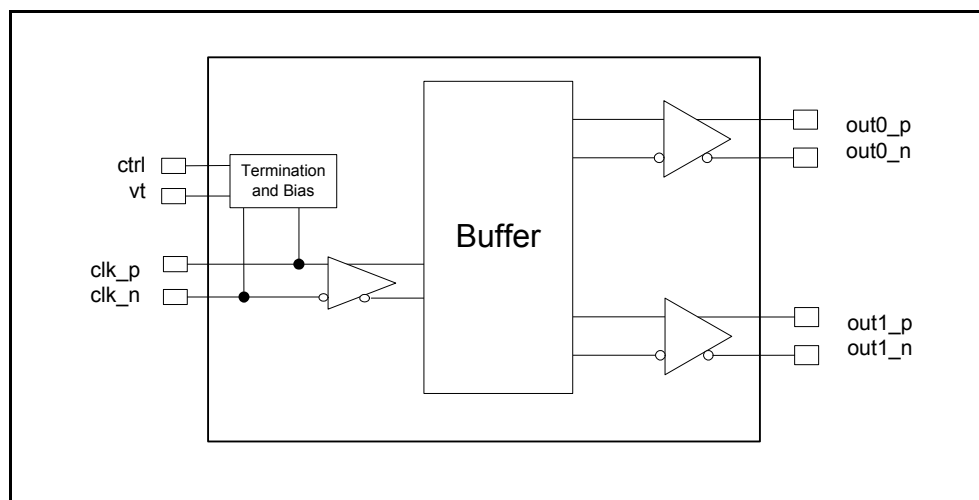 ctrl
vt
Termination
and Bias
clk_p
clk_n
Buffer
out0_p
out0_n
out1_p
out1_n